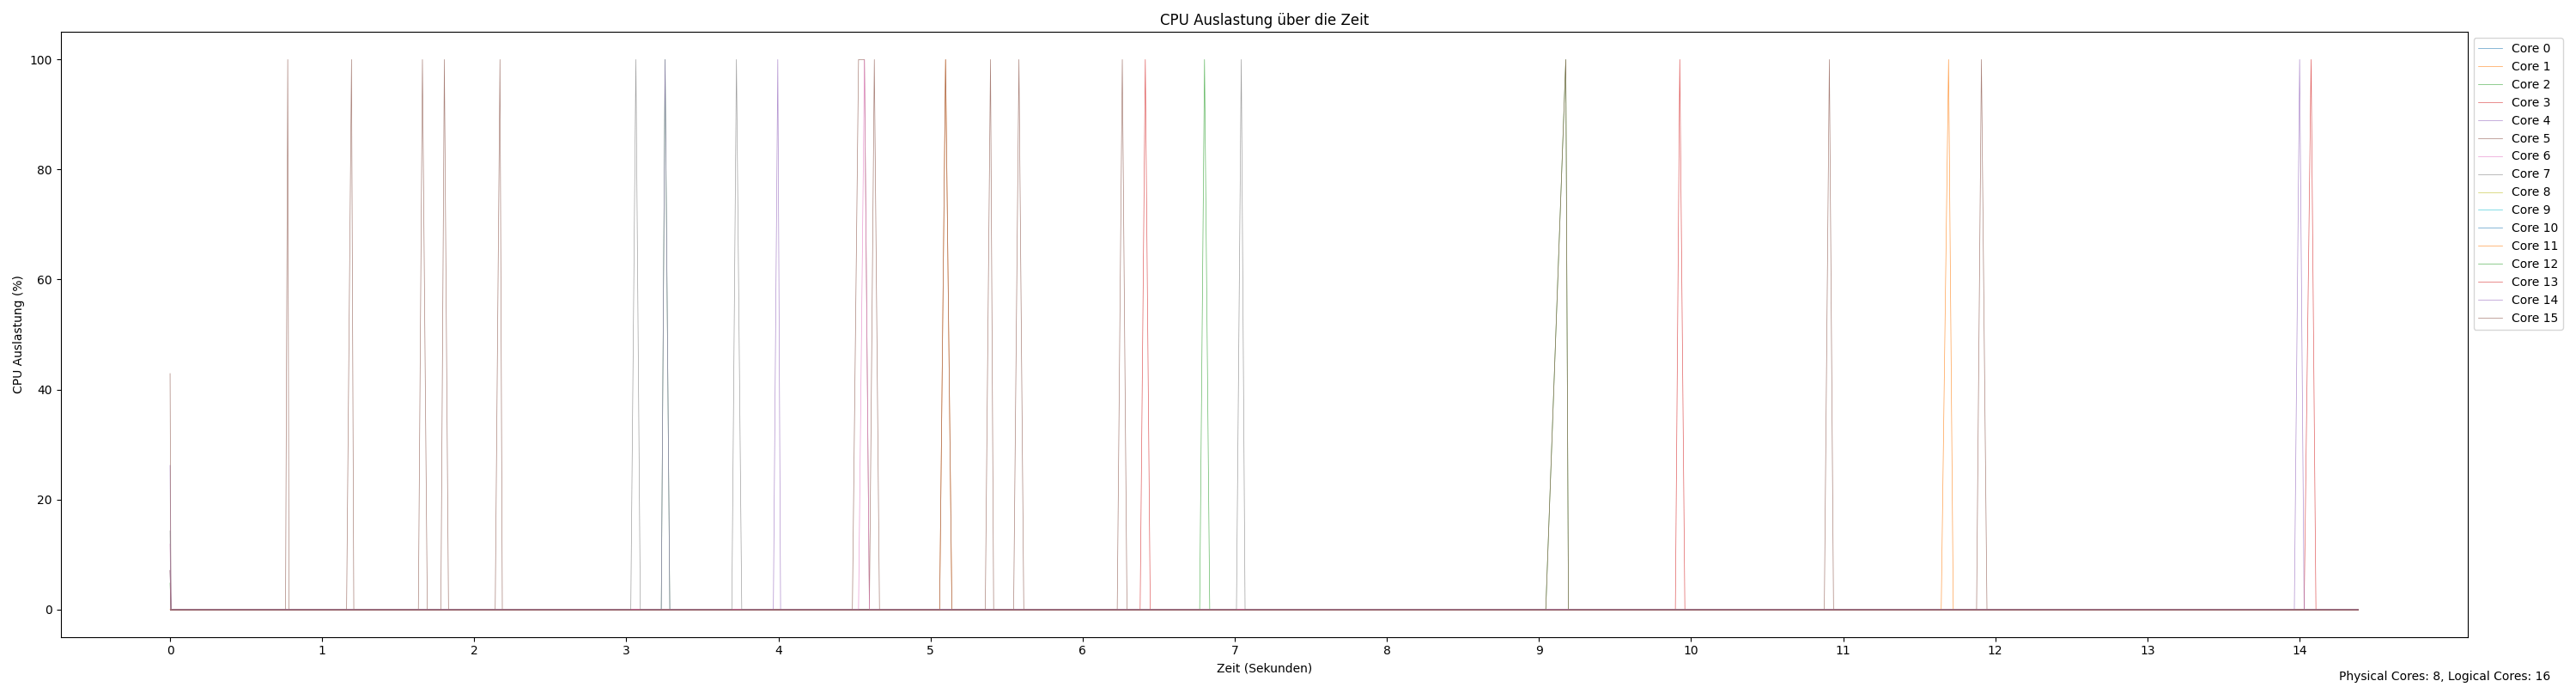 CPU Auslastung über die Zeit
CPU Auslastung (%)
100
80
60
40
20
0
0 1 2 3 4 5 6 7 8 9 10 11 12 13 14
Zeit (Sekunden)
Core 0
Core 1
Core 2
Core 3
Core 4
Core 5
Core 6
Core 7
Core 8
Core 9
Core 10
Core 11
Core 12
Core 13
Core 14
Core 15
Physical Cores: 8, Logical Cores: 16